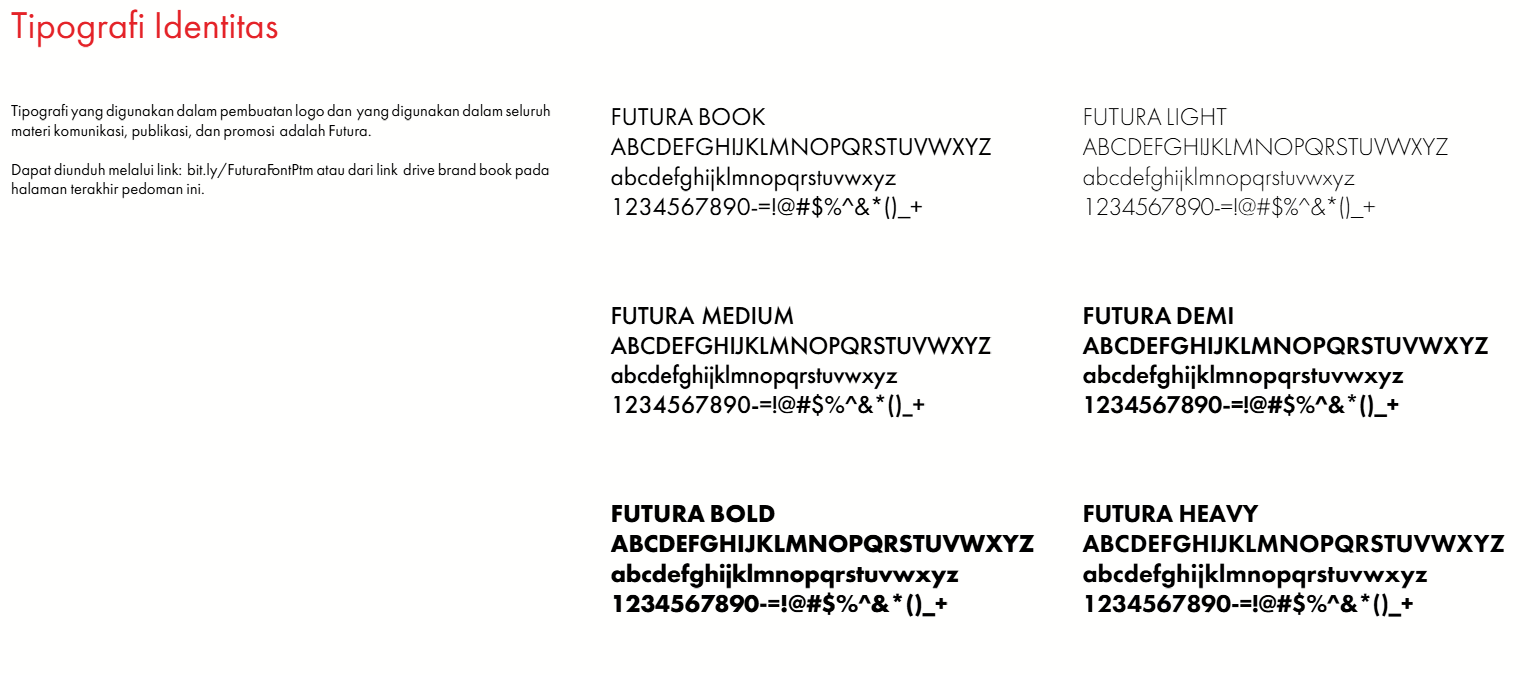 Tipografi Identitas
Tipografi yang digunakan dalam pembuatan logo dan yang digunakan dalam seluruh
materi komunikasi, publikasi, dan promosi adalah Futura.
Dapat diunduh melalui link: bit.ly/FuturaFontPtm atau dari link drive brand book pada
halaman terakhir pedoman ini.
FUTURA BOOK
ABCDEFGHIJKLMNOPQRSTUVWXYZ
abcdefghijklmnopqrstuvwxyz
1234567890-=!@#$%^&*()_+
FUTURA LIGHT
ABCDEFGHIJKLMNOPQRSTUVWXYZ
abcdefghijklmnopqrstuvwxyz
1234567890-=!@#$%^&*()_+
FUTURA MEDIUM
ABCDEFGHIJKLMNOPQRSTUVWXYZ
abcdefghijklmnopqrstuvwxyz
1234567890-=!@#$%^&*()_+
FUTURA DEMI
ABCDEFGHIJKLMNOPQRSTUVWXYZ
abcdefghijklmnopqrstuvwxyz
1234567890-=!@#$%^&*()_+
FUTURA BOLD
ABCDEFGHIJKLMNOPQRSTUVWXYZ
abcdefghijklmnopqrstuvwxyz
1234567890-=!@#$%^&*()_+
FUTURA HEAVY
ABCDEFGHIJKLMNOPQRSTUVWXYZ
abcdefghijklmnopqrstuvwxyz
1234567890-=!@#$%^&*()_+